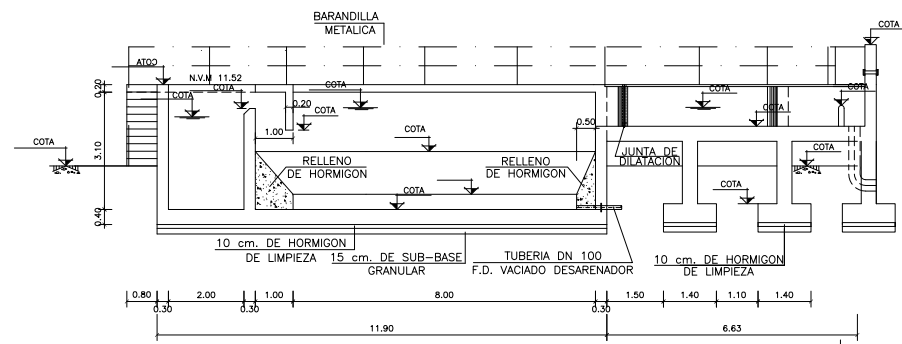 BARANDILLA
METALICA
COTA
COTA
N.V.M 11.52
COTA
COTA
COTA
COTA
COTA
COTA
0.20
0.20
COTA
COTA
1.00
COTA
0.50
COTA
3.10
RELLENO
DE HORMIGON
RELLENO
DE HORMIGON
JUNTA DE
DILATACION
COTA
COTA
COTA
COTA
0.40
10 cm. DE HORMIGON
DE LIMPIEZA
15 cm. DE SUB-BASE
GRANULAR
TUBERIA DN 100
F.D. VACIADO DESARENADOR
10 cm. DE HORMIGON
DE LIMPIEZA
0.80
0.30
2.00
0.30
1.00
8.00
0.30
1.50
1.40
1.10
1.40
11.90
6.63